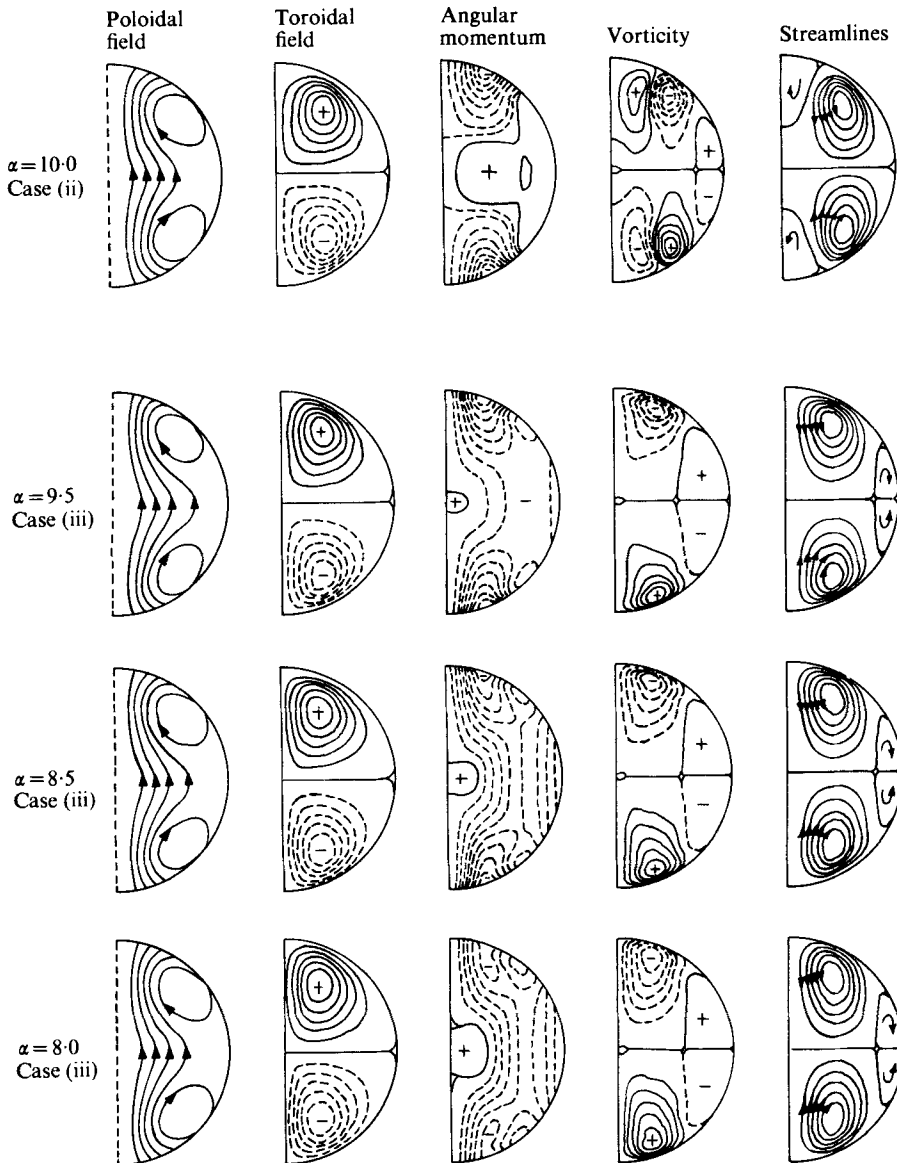 Poloidal
field
Toroidal
field
Angular
momentum
Vorticity
Streamlines
α = 10·0
Case (ii)
+
−
+
−
+
−
+
+
−
−
+
α = 9·5
Case (iii)
+
−
+
−
−
+
−
+
α = 8·5
Case (iii)
+
−
+
−
+
−
+
α = 8·0
Case (iii)
+
−
−
+
−
−
+
−
+